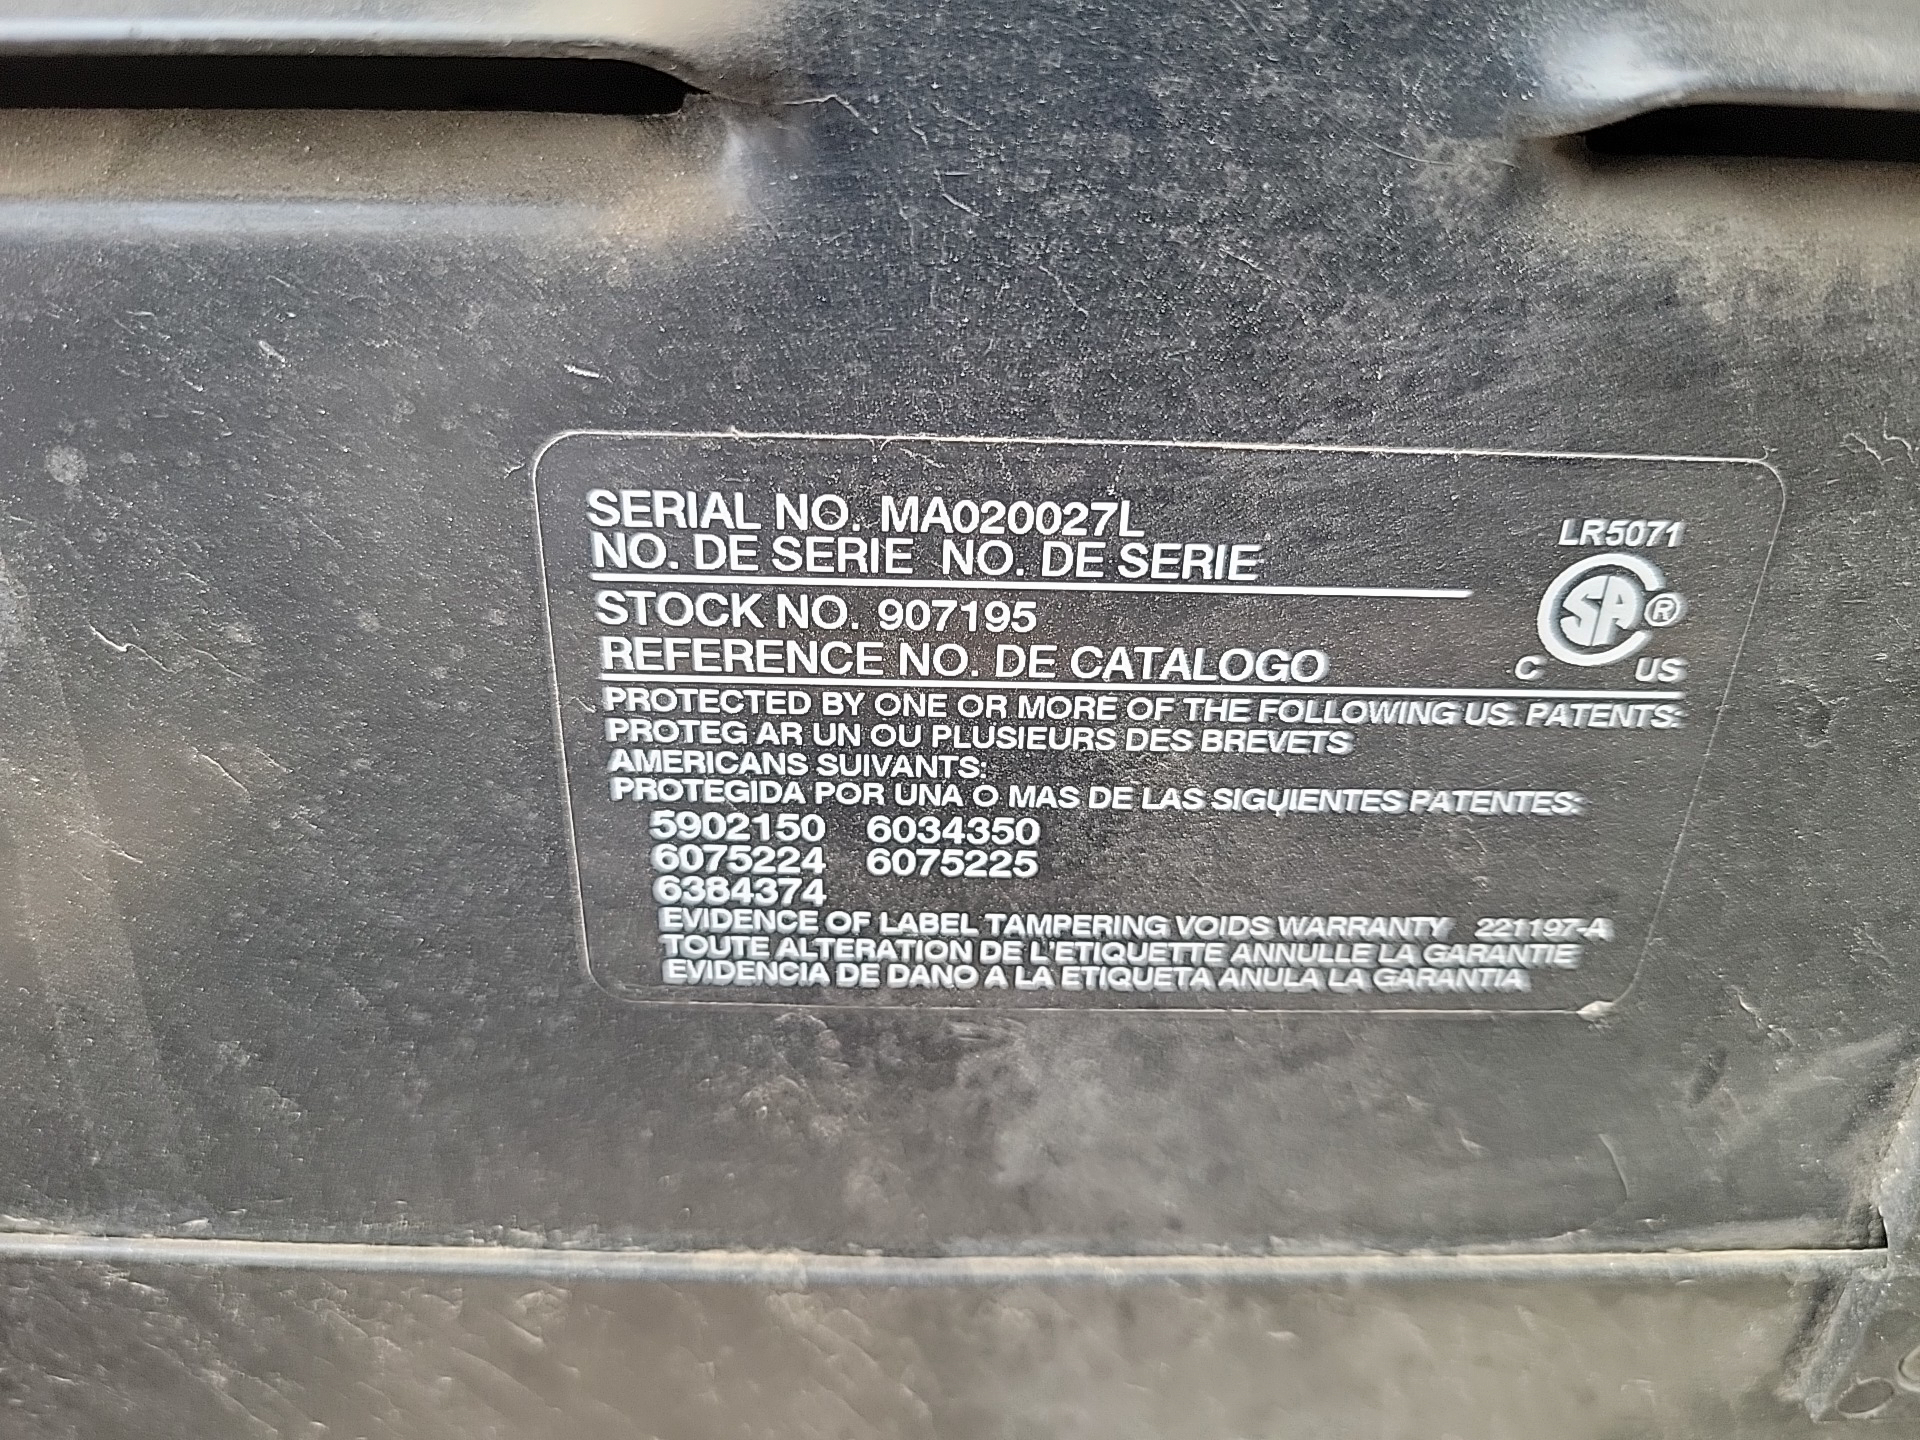 SERIAL NO. MA020027L
NO. DE SERIE NO. DE SERIE
STOCK NO. 907195
REFERENCE NO. DE CATALOGO
LR5071
SA ®
C US
PROTECTED BY ONE OR MORE OF THE FOLLOWING US. PATENTS:
PROTEG AR UN OU PLUSIEURS DES BREVETS
AMERICANS SUIVANTS:
PROTEGIDA POR UNA O MAS DE LAS SIGUIENTES PATENTES:
5902150 6034350
6075224 6075225
6384374
EVIDENCE OF LABEL TAMPERING VOIDS WARRANTY 221197-A
TOUTE ALTERATION DE L'ETIQUETTE ANNULLE LA GARANTIE
EVIDENCIA DE DANO A LA ETIQUETA ANULA LA GARANTIA